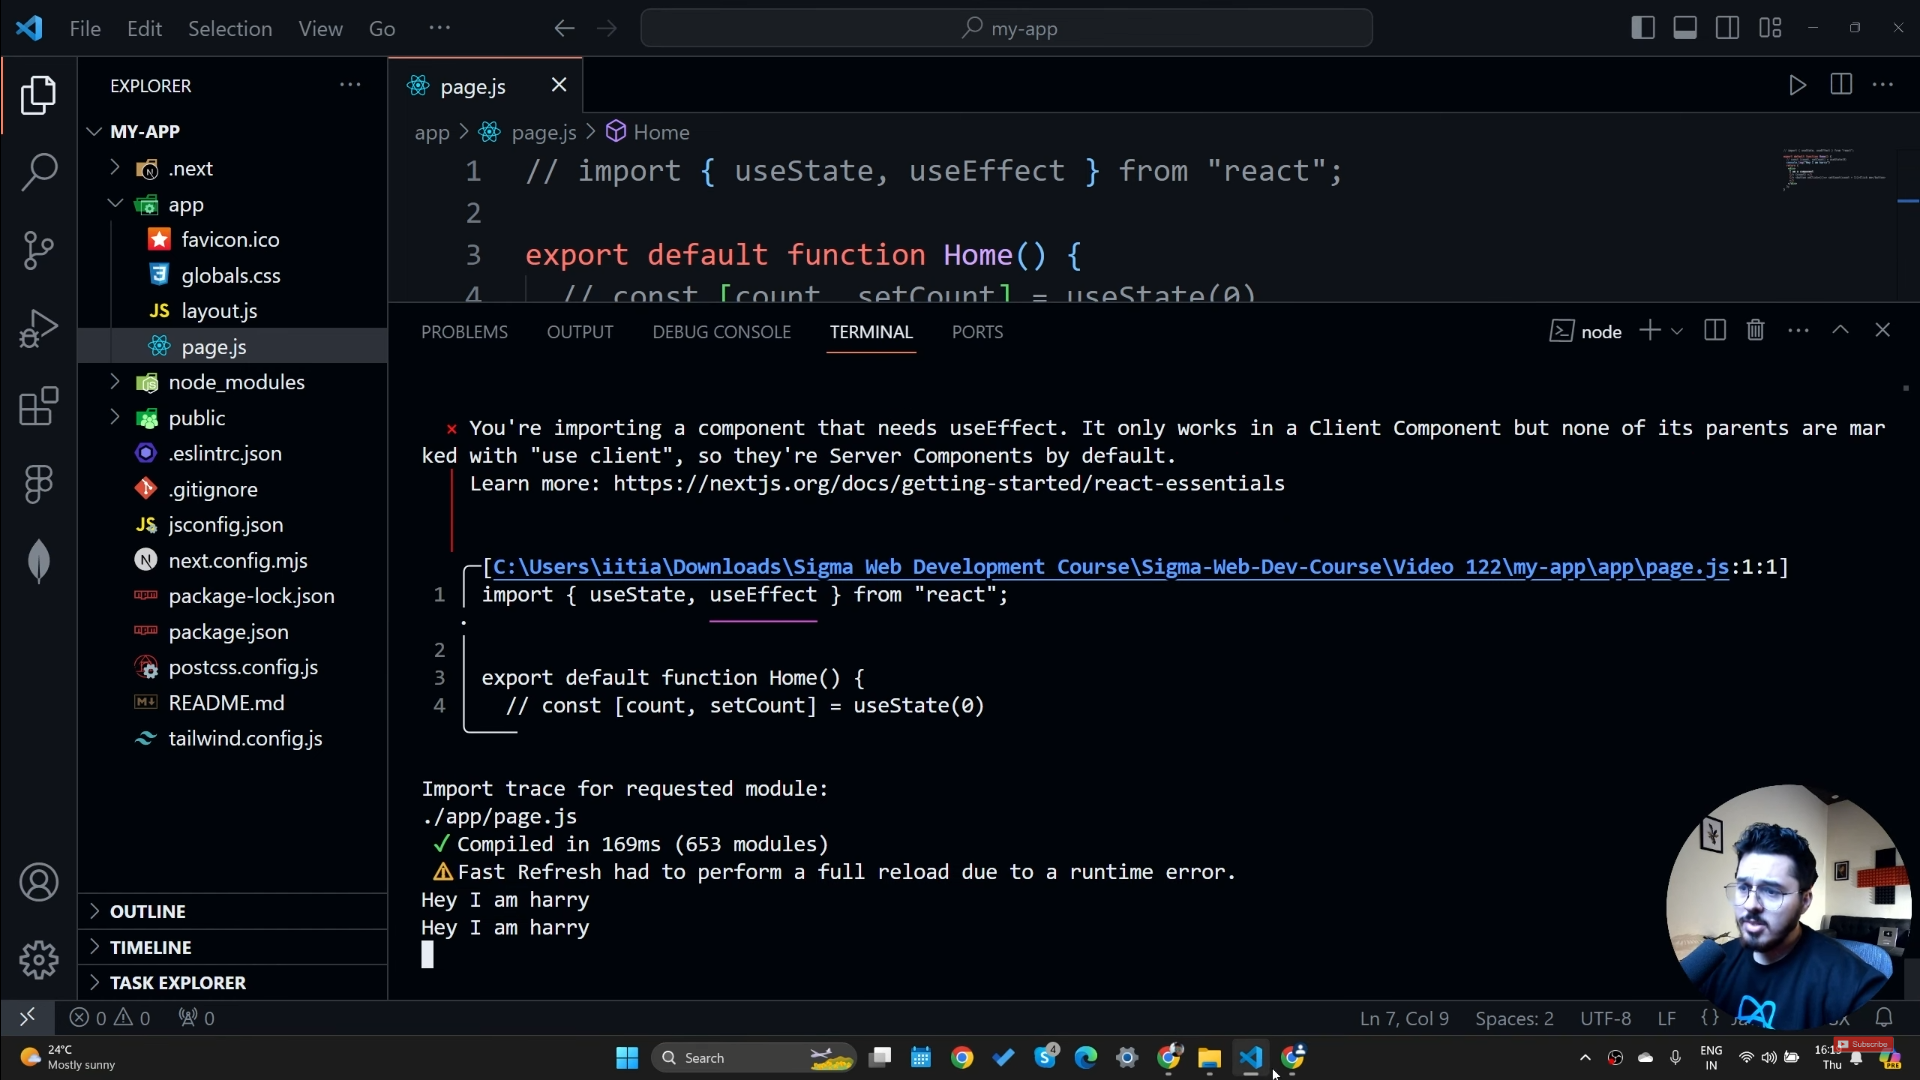 File Edit Selection View Go ···
my-app
EXPLORER ···
MY-APP
.next
app
favicon.ico
globals.css
layout.js
page.js
node_modules
public
.eslintrc.json
.gitignore
jsconfig.json
next.config.mjs
package-lock.json
package.json
postcss.config.js
README.md
tailwind.config.js
OUTLINE
TIMELINE
TASK EXPLORER
page.js
app > page.js > Home
1 // import { useState, useEffect } from "react";
2
3 export default function Home() {
4 // const [count, setCount] = useState(0)
PROBLEMS OUTPUT DEBUG CONSOLE TERMINAL PORTS
node
× You're importing a component that needs useEffect. It only works in a Client Component but none of its parents are mar
ked with "use client", so they're Server Components by default.
Learn more: https://nextjs.org/docs/getting-started/react-essentials
[C:\Users\iitia\Downloads\Sigma Web Development Course\Sigma-Web-Dev-Course\Video 122\my-app\app\page.js:1:1]
1 import { useState, useEffect } from "react";
2
3 export default function Home() {
4 // const [count, setCount] = useState(0)
Import trace for requested module:
./app/page.js
✓ Compiled in 169ms (653 modules)
⚠ Fast Refresh had to perform a full reload due to a runtime error.
Hey I am harry
Hey I am harry
0 0 0
Ln 7, Col 9 Spaces: 2 UTF-8 LF {}
24°C
Mostly sunny
Search
4
ENG
IN
Thu
Subscribe
PRE